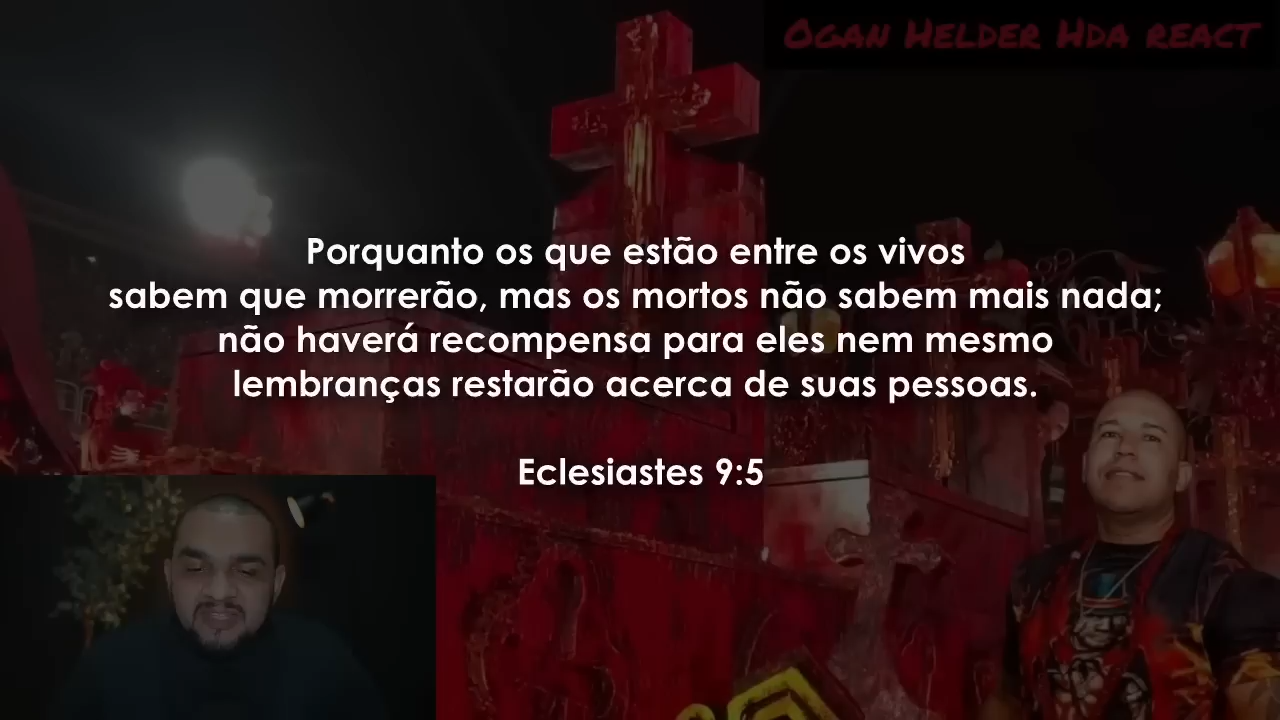 Ogan Helder Hda react
Porquanto os que estão entre os vivos
sabem que morrerão, mas os mortos não sabem mais nada;
não haverá recompensa para eles nem mesmo
lembranças restarão acerca de suas pessoas.
Eclesiastes 9:5